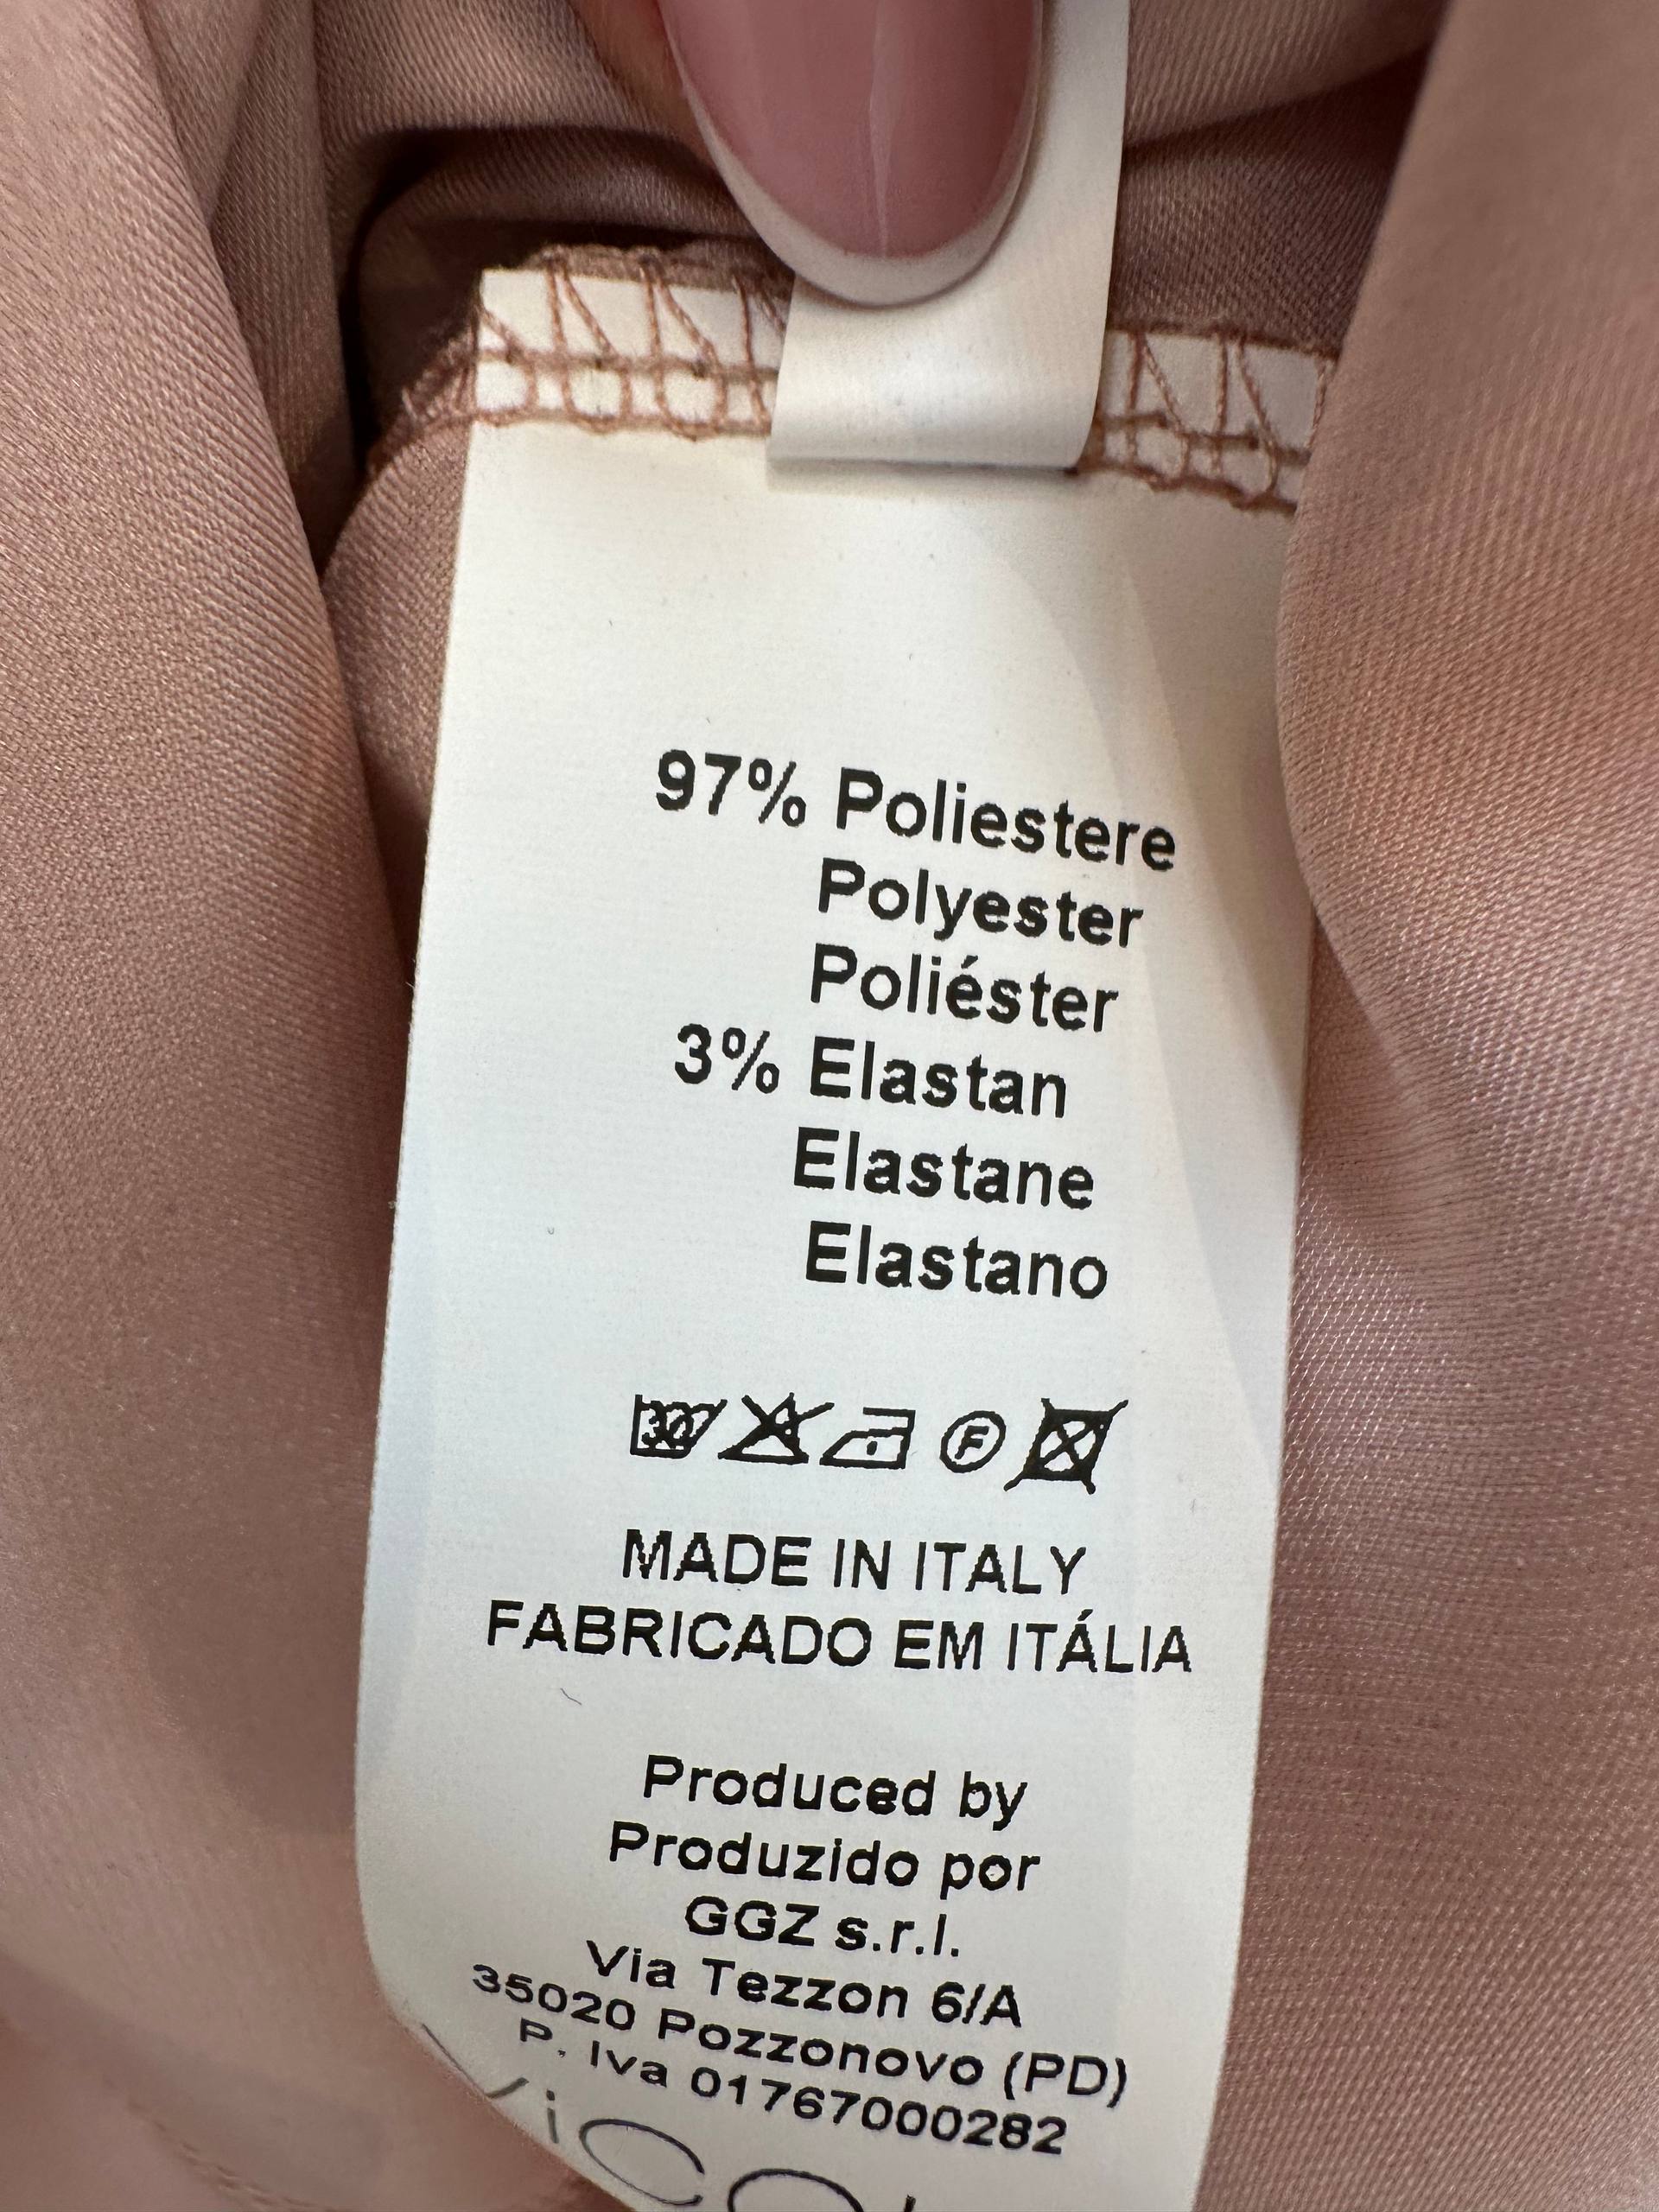 97% Poliestere
Polyester
Poliéster
3% Elastan
Elastane
Elastano
30 F
MADE IN ITALY
FABRICADO EM ITÁLIA
Produced by
Produzido por
GGZ s.r.l.
Via Tezzon 6/A
35020 Pozzonovo (PD)
P. Iva 01767000282